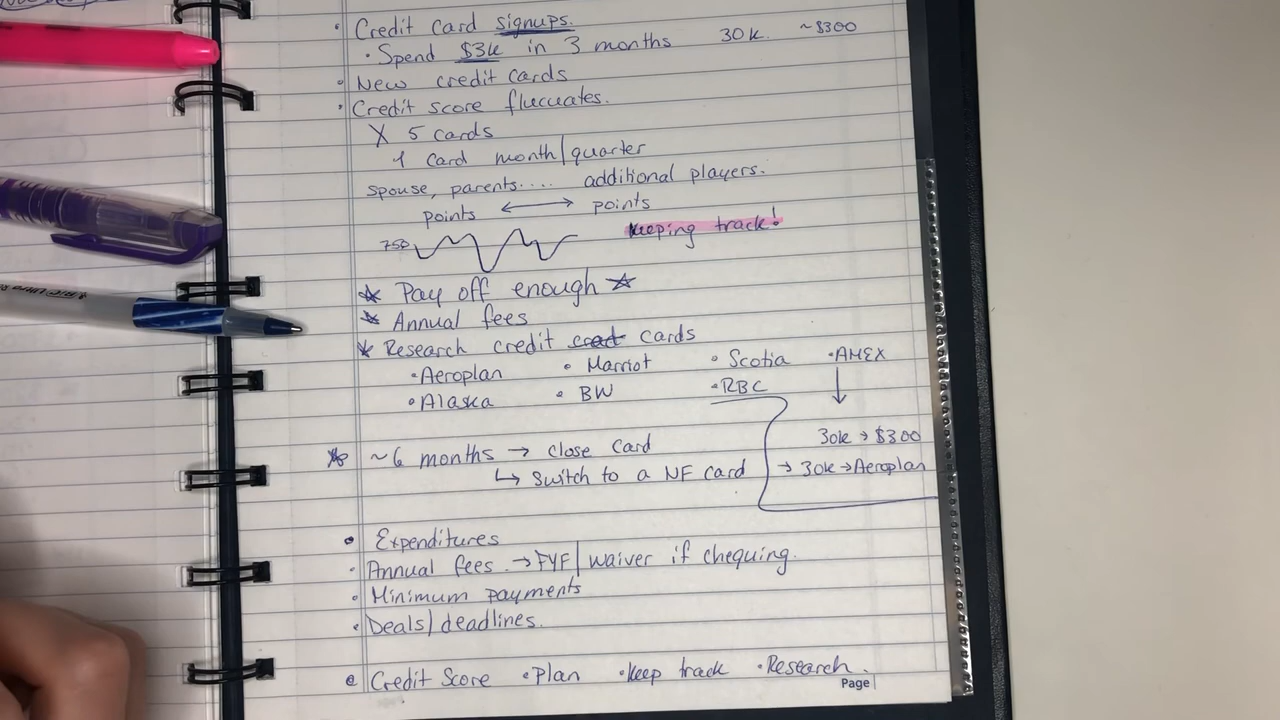 • Credit Card signups.
• Spend $3k in 3 months 30k. ~$300
• New credit cards
• Credit score flucuates.
X 5 cards
1 card month/quarter
spouse, parents.... additional players.
points ⟷ points
750 keeping track!
☆ Pay off enough ☆
☆ Annual fees
☆ Research credit cards
• Aeroplan • Marriot • Scotia • AMEX
• Alaska • BW • RBC
↓
30k → $300
☆ ~6 months → close card
↳ switch to a NF card → 30k → Aeroplan
• Expenditures
• Annual fees. → FYF/waiver if chequing.
• Minimum payments
• Deals/deadlines.
• Credit Score • Plan • keep track • Research.
Page